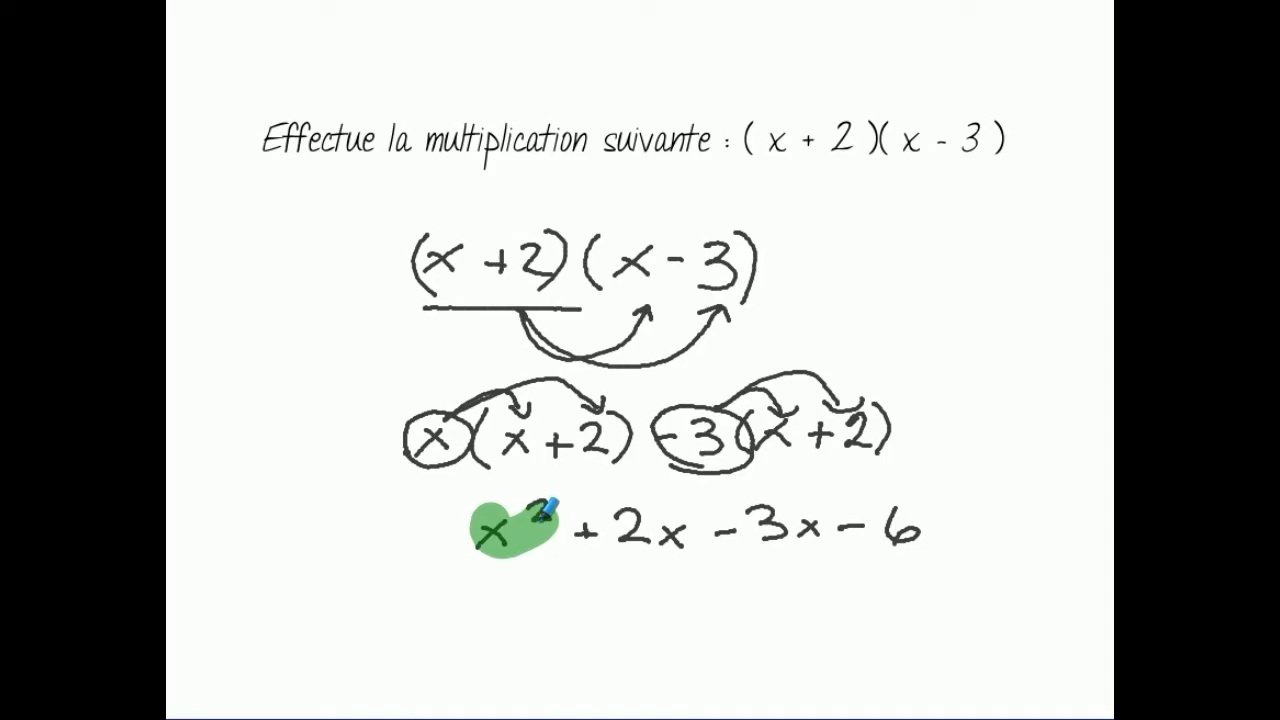 Effectue la multiplication suivante : ( x + 2 )( x - 3 )
(x + 2) (x - 3)
x (x + 2) - 3 (x + 2)
x² + 2x - 3x - 6